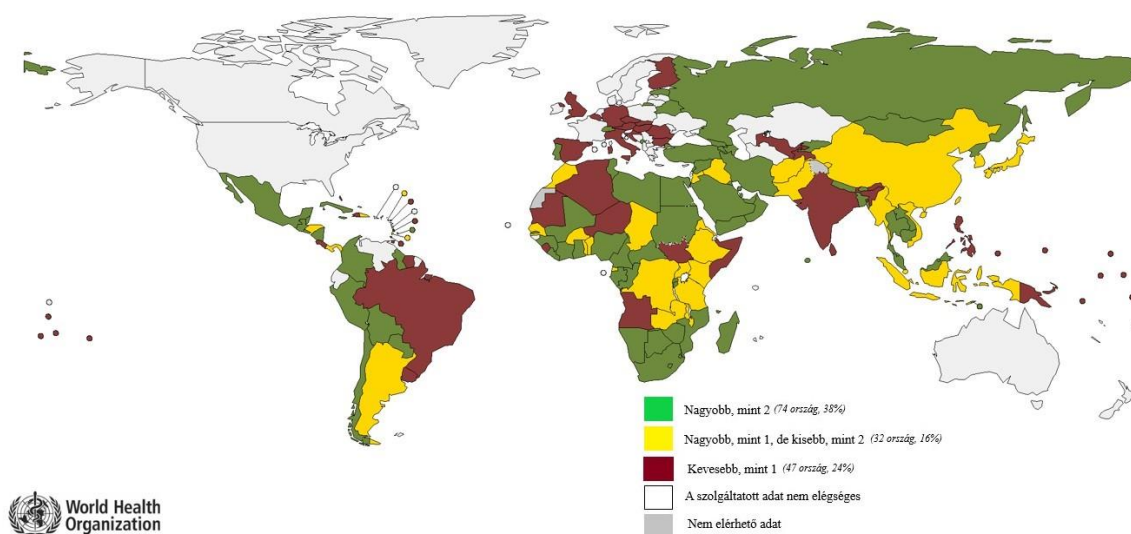 Nagyobb, mint 2 (74 ország, 38%)
Nagyobb, mint 1, de kisebb, mint 2 (32 ország, 16%)
Kevesebb, mint 1 (47 ország, 24%)
A szolgáltatott adat nem elégséges
Nem elérhető adat
World Health
Organization